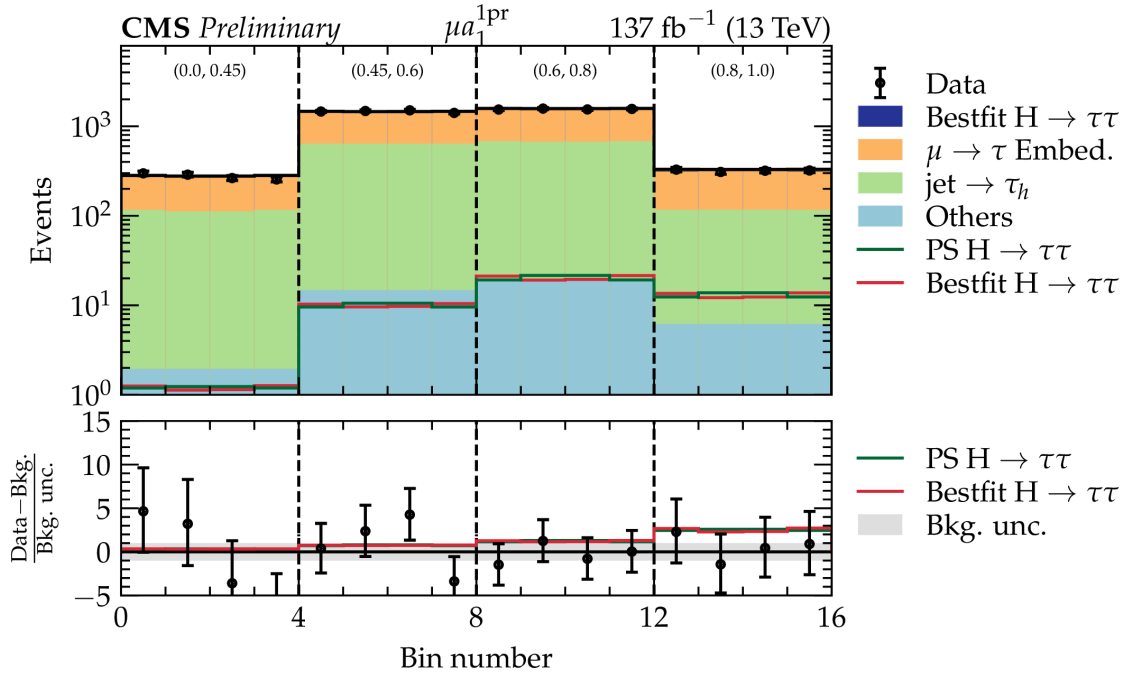 CMS Preliminary μa₁¹ᵖʳ 137 fb⁻¹ (13 TeV)
(0.0, 0.45) (0.45, 0.6) (0.6, 0.8) (0.8, 1.0)
Events
10³
10²
10¹
10⁰
Data
Bestfit H → ττ
μ → τ Embed.
jet → τₕ
Others
PS H → ττ
Bestfit H → ττ
Data−Bkg.
Bkg. unc.
15
10
5
0
−5
PS H → ττ
Bestfit H → ττ
Bkg. unc.
0 4 8 12 16
Bin number